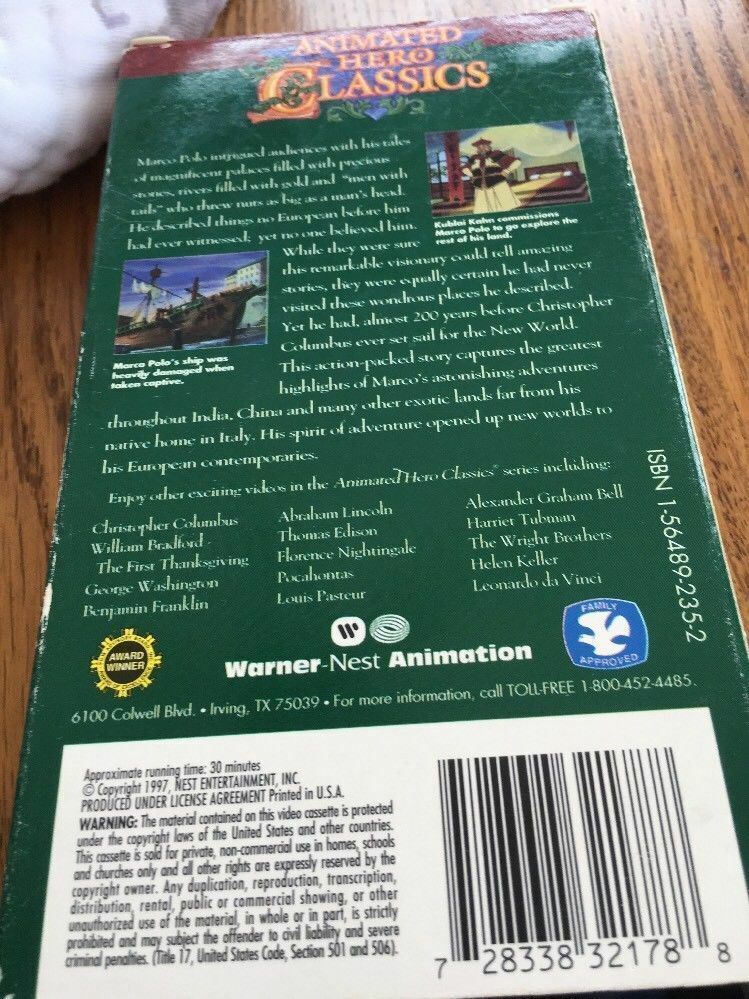 ANIMATED
HERO
CLASSICS
Marco Polo intrigued audiences with his tales
of magnificent palaces filled with precious
stones, rivers filled with gold and "men with
tails" who threw nuts as big as a man's head.
He described things no European before him
had ever witnessed; yet no one believed him.
Kublai Kahn commissions
Marco Polo to go explore the
rest of his land.
While they were sure
this remarkable visionary could tell amazing
stories, they were equally certain he had never
visited these wondrous places he described.
Yet he had, almost 200 years before Christopher
Columbus ever set sail for the New World.
This action-packed story captures the greatest
highlights of Marco's astonishing adventures
Marco Polo's ship was
heavily damaged when
taken captive.
throughout India, China and many other exotic lands far from his
native home in Italy. His spirit of adventure opened up new worlds to
his European contemporaries.
Enjoy other exciting videos in the Animated Hero Classics® series including:
Christopher Columbus
William Bradford -
The First Thanksgiving
George Washington
Benjamin Franklin
Abraham Lincoln
Thomas Edison
Florence Nightingale
Pocahontas
Louis Pasteur
Alexander Graham Bell
Harriet Tubman
The Wright Brothers
Helen Keller
Leonardo da Vinci
ISBN 1-56489-235-2
AWARD
WINNER
Warner-Nest Animation
FAMILY
APPROVED
6100 Colwell Blvd. • Irving, TX 75039 • For more information, call TOLL-FREE 1-800-452-4485.
Approximate running time: 30 minutes
© Copyright 1997, NEST ENTERTAINMENT, INC.
PRODUCED UNDER LICENSE AGREEMENT Printed in U.S.A.
WARNING: The material contained on this video cassette is protected
under the copyright laws of the United States and other countries.
This cassette is sold for private, non-commercial use in homes, schools
and churches only and all other rights are expressly reserved by the
copyright owner. Any duplication, reproduction, transcription,
distribution, rental, public or commercial showing, or other
unauthorized use of the material, in whole or in part, is strictly
prohibited and may subject the offender to civil liability and severe
criminal penalties. (Title 17, United States Code, Section 501 and 506).
7 28338 32178 8